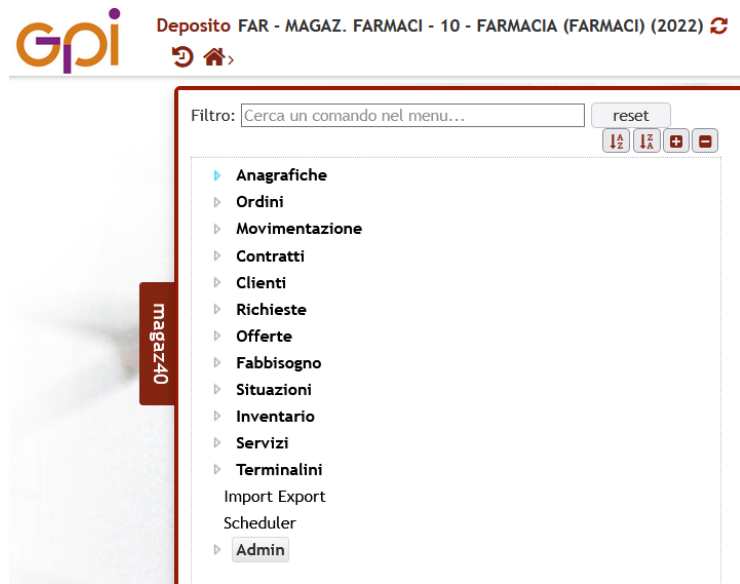 gpi
Deposito FAR - MAGAZ. FARMACI - 10 - FARMACIA (FARMACI) (2022)
Filtro: Cerca un comando nel menu... reset
magaz40
Anagrafiche
Ordini
Movimentazione
Contratti
Clienti
Richieste
Offerte
Fabbisogno
Situazioni
Inventario
Servizi
Terminalini
Import Export
Scheduler
Admin